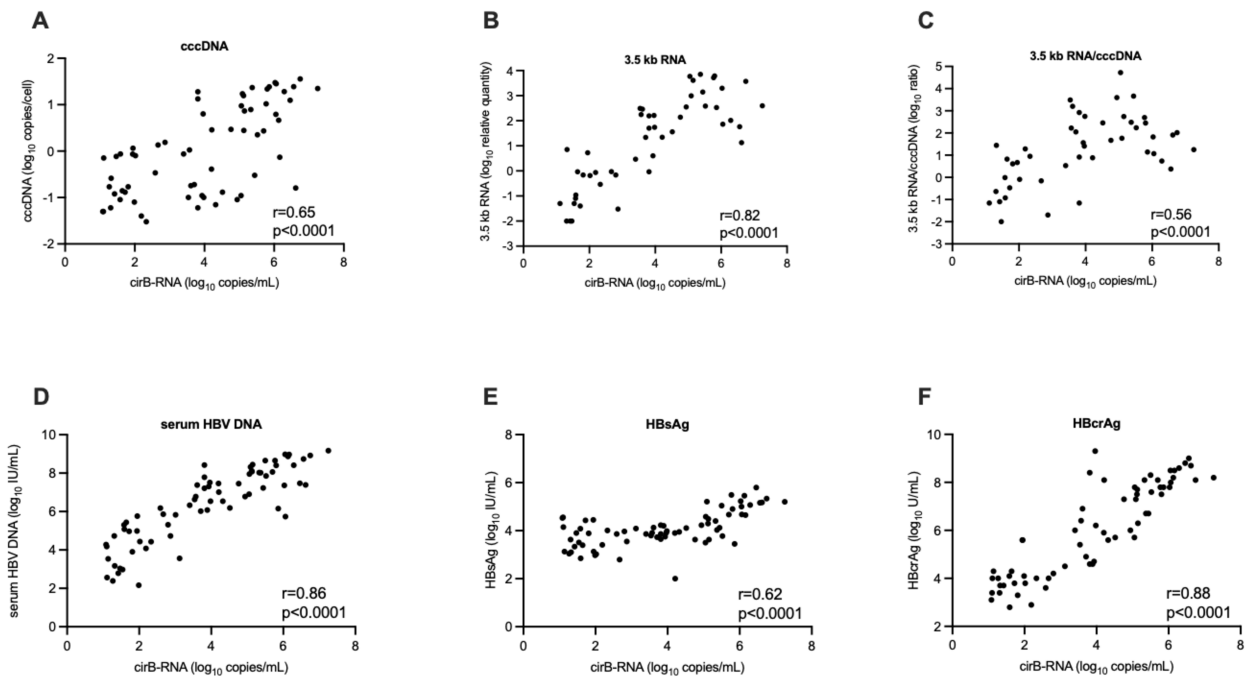 A
cccDNA
cccDNA (log10 copies/cell)
2
1
0
-1
-2
0 2 4 6 8
r=0.65
p<0.0001
cirB-RNA (log10 copies/mL)
B
3.5 kb RNA
3.5 kb RNA (log10 relative quantity)
4
3
2
1
0
-1
-2
-3
0 2 4 6 8
r=0.82
p<0.0001
cirB-RNA (log10 copies/mL)
C
3.5 kb RNA/cccDNA
3.5 kb RNA/cccDNA (log10 ratio)
5
4
3
2
1
0
-1
-2
-3
0 2 4 6 8
r=0.56
p<0.0001
cirB-RNA (log10 copies/mL)
D
serum HBV DNA
serum HBV DNA (log10 IU/mL)
10
8
6
4
2
0
0 2 4 6 8
r=0.86
p<0.0001
cirB-RNA (log10 copies/mL)
E
HBsAg
HBsAg (log10 IU/mL)
8
6
4
2
0
0 2 4 6 8
r=0.62
p<0.0001
cirB-RNA (log10 copies/mL)
F
HBcrAg
HBcrAg (log10 U/mL)
10
8
6
4
2
0 2 4 6 8
r=0.88
p<0.0001
cirB-RNA (log10 copies/mL)